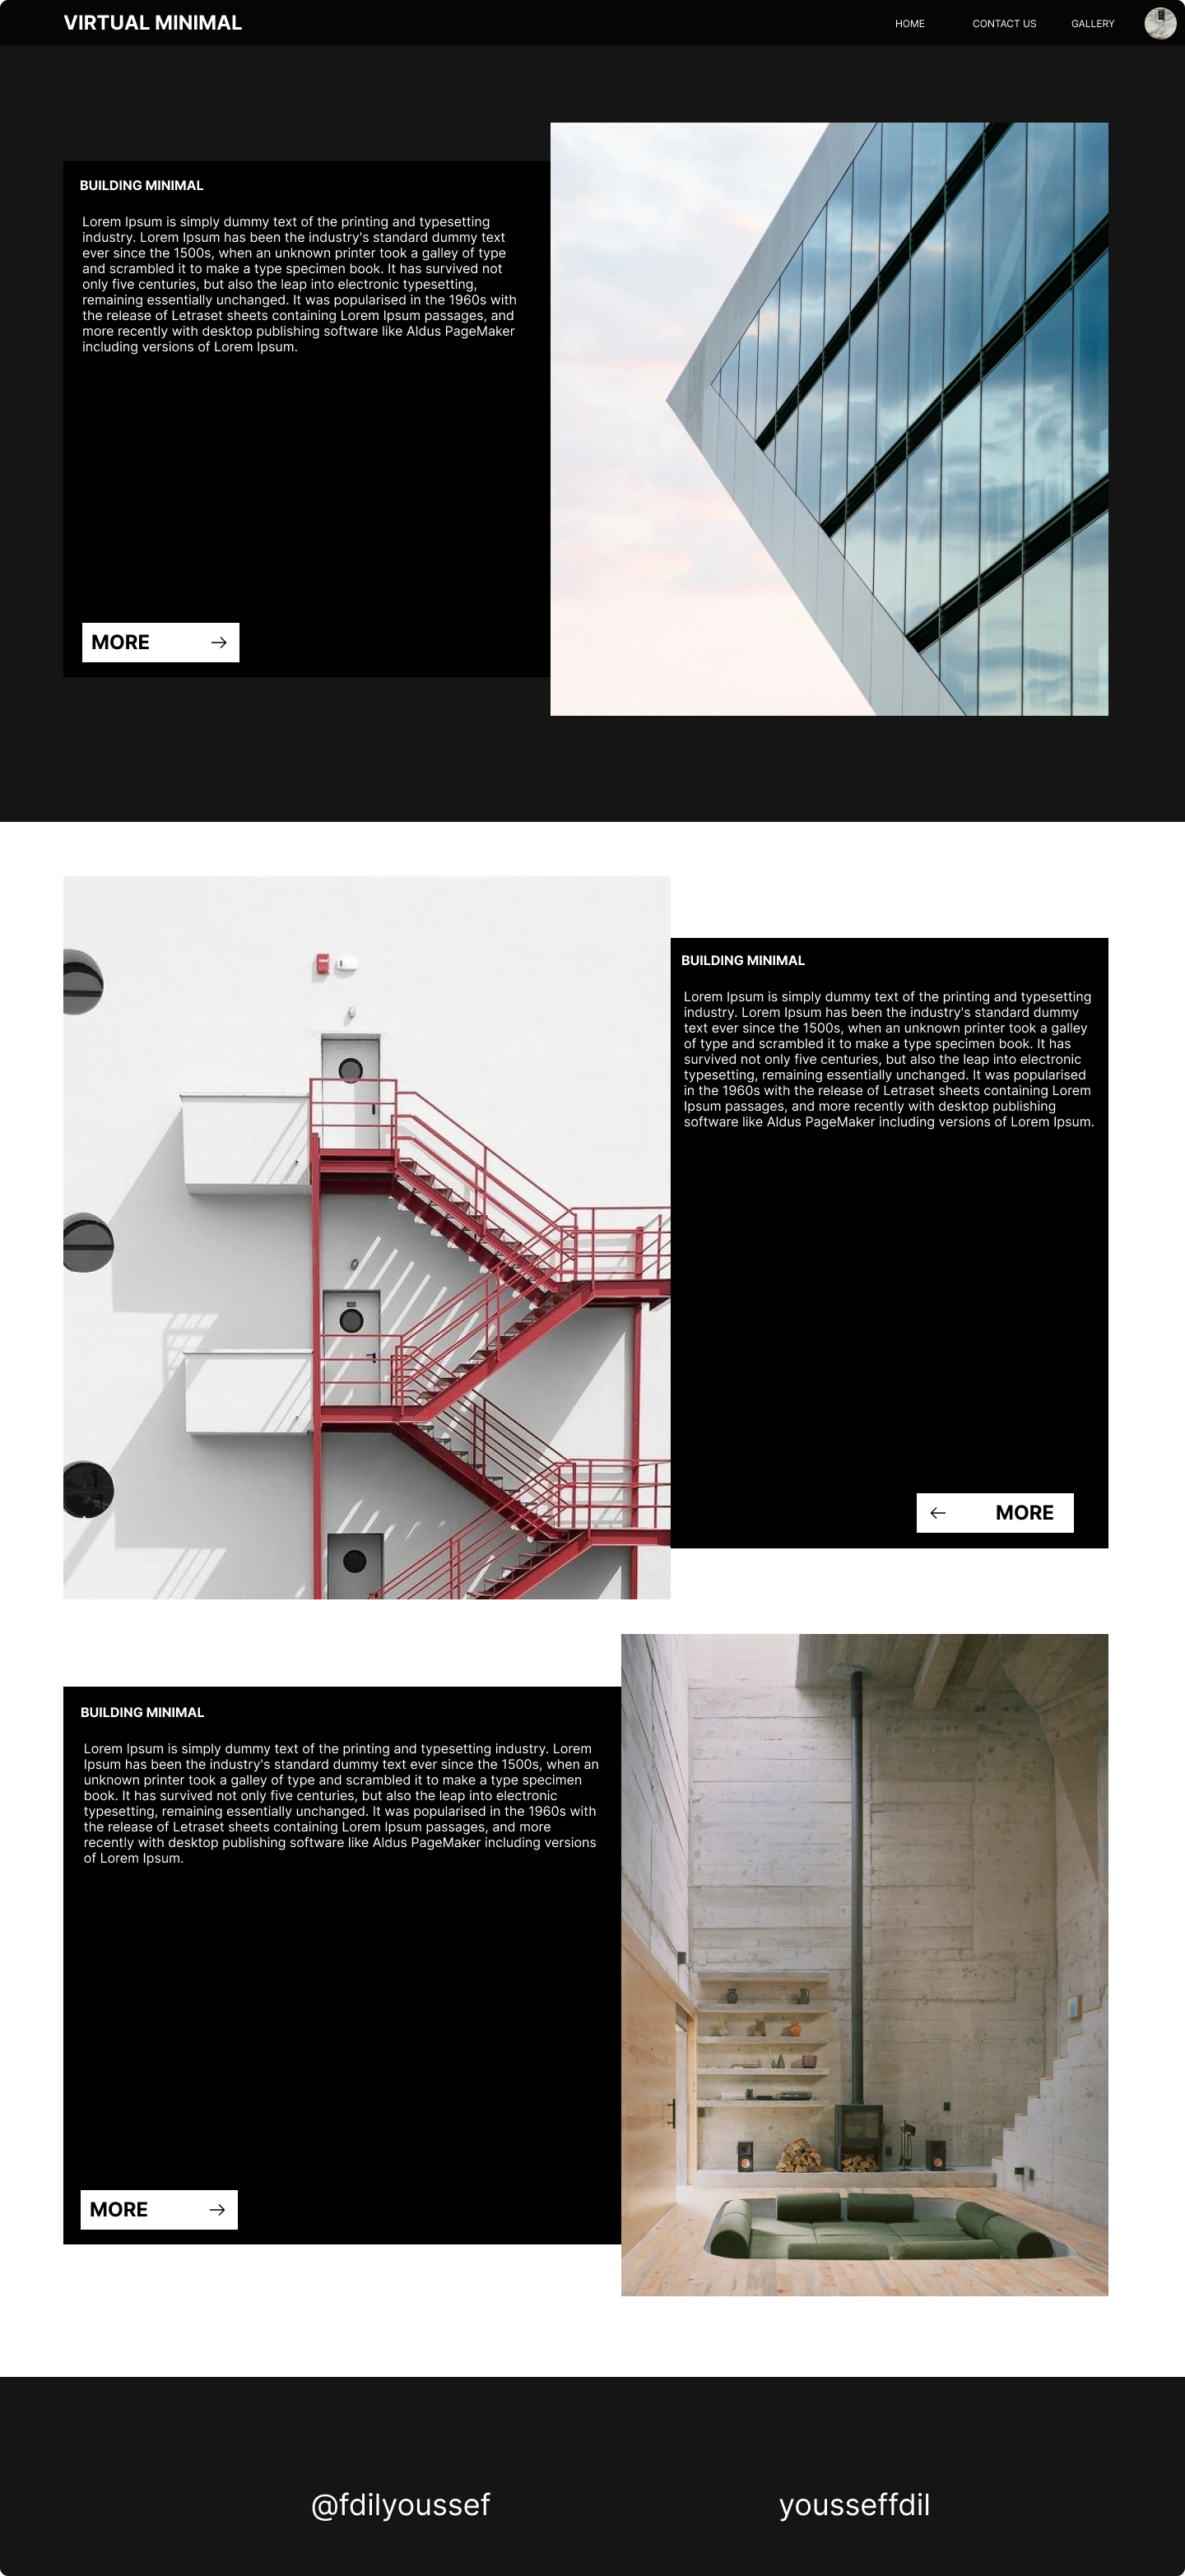 VIRTUAL MINIMAL
HOME CONTACT US GALLERY
BUILDING MINIMAL
Lorem Ipsum is simply dummy text of the printing and typesetting
industry. Lorem Ipsum has been the industry's standard dummy text
ever since the 1500s, when an unknown printer took a galley of type
and scrambled it to make a type specimen book. It has survived not
only five centuries, but also the leap into electronic typesetting,
remaining essentially unchanged. It was popularised in the 1960s with
the release of Letraset sheets containing Lorem Ipsum passages, and
more recently with desktop publishing software like Aldus PageMaker
including versions of Lorem Ipsum.
MORE
BUILDING MINIMAL
Lorem Ipsum is simply dummy text of the printing and typesetting
industry. Lorem Ipsum has been the industry's standard dummy
text ever since the 1500s, when an unknown printer took a galley
of type and scrambled it to make a type specimen book. It has
survived not only five centuries, but also the leap into electronic
typesetting, remaining essentially unchanged. It was popularised
in the 1960s with the release of Letraset sheets containing Lorem
Ipsum passages, and more recently with desktop publishing
software like Aldus PageMaker including versions of Lorem Ipsum.
MORE
BUILDING MINIMAL
Lorem Ipsum is simply dummy text of the printing and typesetting industry. Lorem
Ipsum has been the industry's standard dummy text ever since the 1500s, when an
unknown printer took a galley of type and scrambled it to make a type specimen
book. It has survived not only five centuries, but also the leap into electronic
typesetting, remaining essentially unchanged. It was popularised in the 1960s with
the release of Letraset sheets containing Lorem Ipsum passages, and more
recently with desktop publishing software like Aldus PageMaker including versions
of Lorem Ipsum.
MORE
@fdilyoussef
yousseffdil